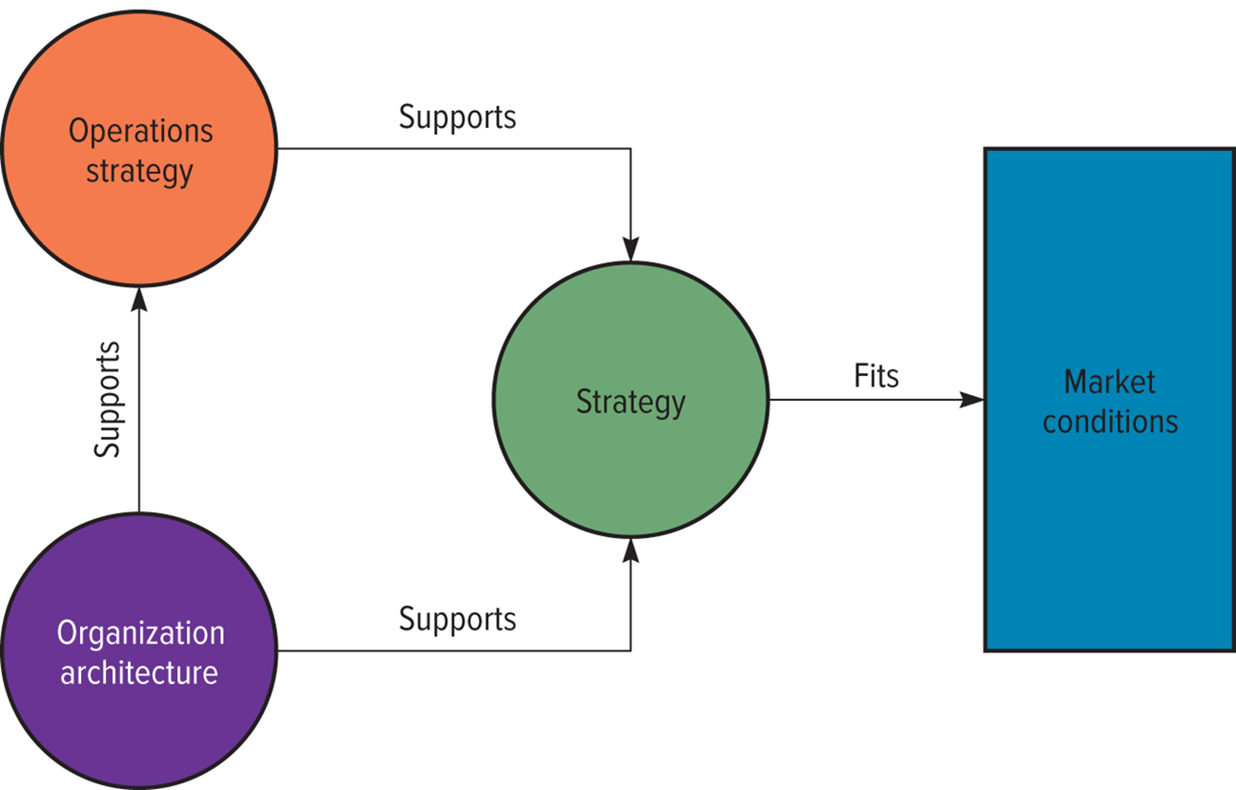 Operations
strategy
Supports
Supports
Strategy
Fits
Market
conditions
Organization
architecture
Supports